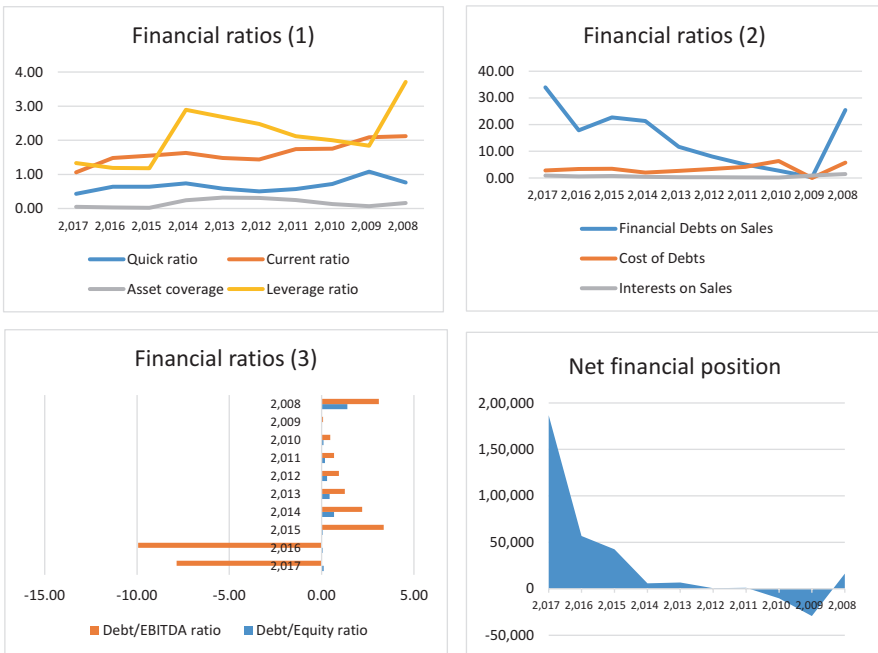 Financial ratios (1)
4.00
3.00
2.00
1.00
0.00
2,017 2,016 2,015 2,014 2,013 2,012 2,011 2,010 2,009 2,008
Quick ratio Current ratio
Asset coverage Leverage ratio
Financial ratios (2)
40.00
30.00
20.00
10.00
0.00
2,017 2,016 2,015 2,014 2,013 2,012 2,011 2,010 2,009 2,008
Financial Debts on Sales
Cost of Debts
Interests on Sales
Financial ratios (3)
2,008
2,009
2,010
2,011
2,012
2,013
2,014
2,015
2,016
2,017
-15.00 -10.00 -5.00 0.00 5.00
Debt/EBITDA ratio Debt/Equity ratio
Net financial position
2,00,000
1,50,000
1,00,000
50,000
0
2,017 2,016 2,015 2,014 2,013 2,012 2,011 2,010 2,009 2,008
-50,000